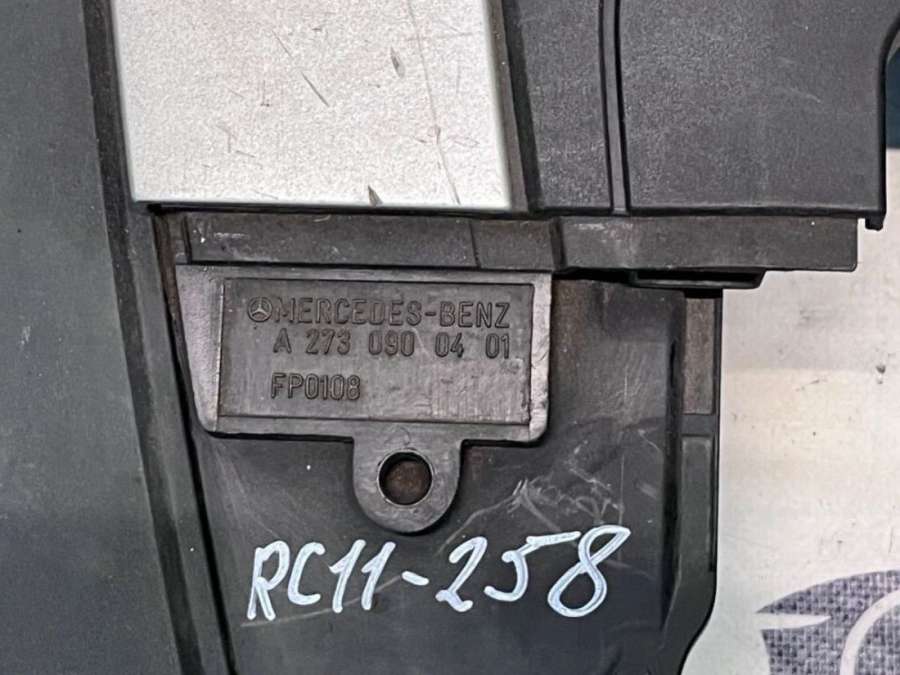 MERCEDES-BENZ
A 273 090 04 01
FP0108
RC11-258